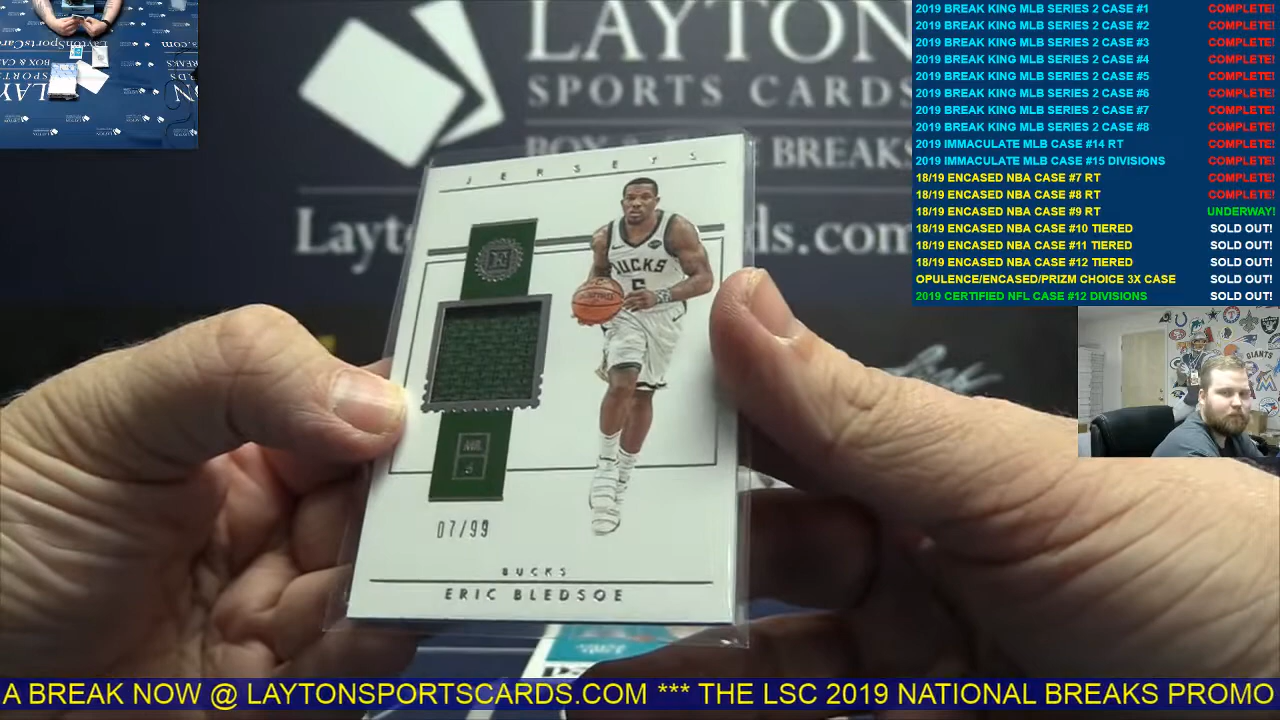 2019 BREAK KING MLB SERIES 2 CASE #1 COMPLETE!
2019 BREAK KING MLB SERIES 2 CASE #2 COMPLETE!
2019 BREAK KING MLB SERIES 2 CASE #3 COMPLETE!
2019 BREAK KING MLB SERIES 2 CASE #4 COMPLETE!
2019 BREAK KING MLB SERIES 2 CASE #5 COMPLETE!
2019 BREAK KING MLB SERIES 2 CASE #6 COMPLETE!
2019 BREAK KING MLB SERIES 2 CASE #7 COMPLETE!
2019 BREAK KING MLB SERIES 2 CASE #8 COMPLETE!
2019 IMMACULATE MLB CASE #14 RT COMPLETE!
2019 IMMACULATE MLB CASE #15 DIVISIONS COMPLETE!
18/19 ENCASED NBA CASE #7 RT COMPLETE!
18/19 ENCASED NBA CASE #8 RT COMPLETE!
18/19 ENCASED NBA CASE #9 RT UNDERWAY!
18/19 ENCASED NBA CASE #10 TIERED SOLD OUT!
18/19 ENCASED NBA CASE #11 TIERED SOLD OUT!
18/19 ENCASED NBA CASE #12 TIERED SOLD OUT!
OPULENCE/ENCASED/PRIZM CHOICE 3X CASE SOLD OUT!
2019 CERTIFIED NFL CASE #12 DIVISIONS SOLD OUT!
LAYTON
SPORTS CARDS
BREAKS
Layto
ds.com
JERSEYS
BUCKS
5
07/99
BUCKS
ERIC BLEDSOE
GIANTS
A BREAK NOW @ LAYTONSPORTSCARDS.COM *** THE LSC 2019 NATIONAL BREAKS PROMO